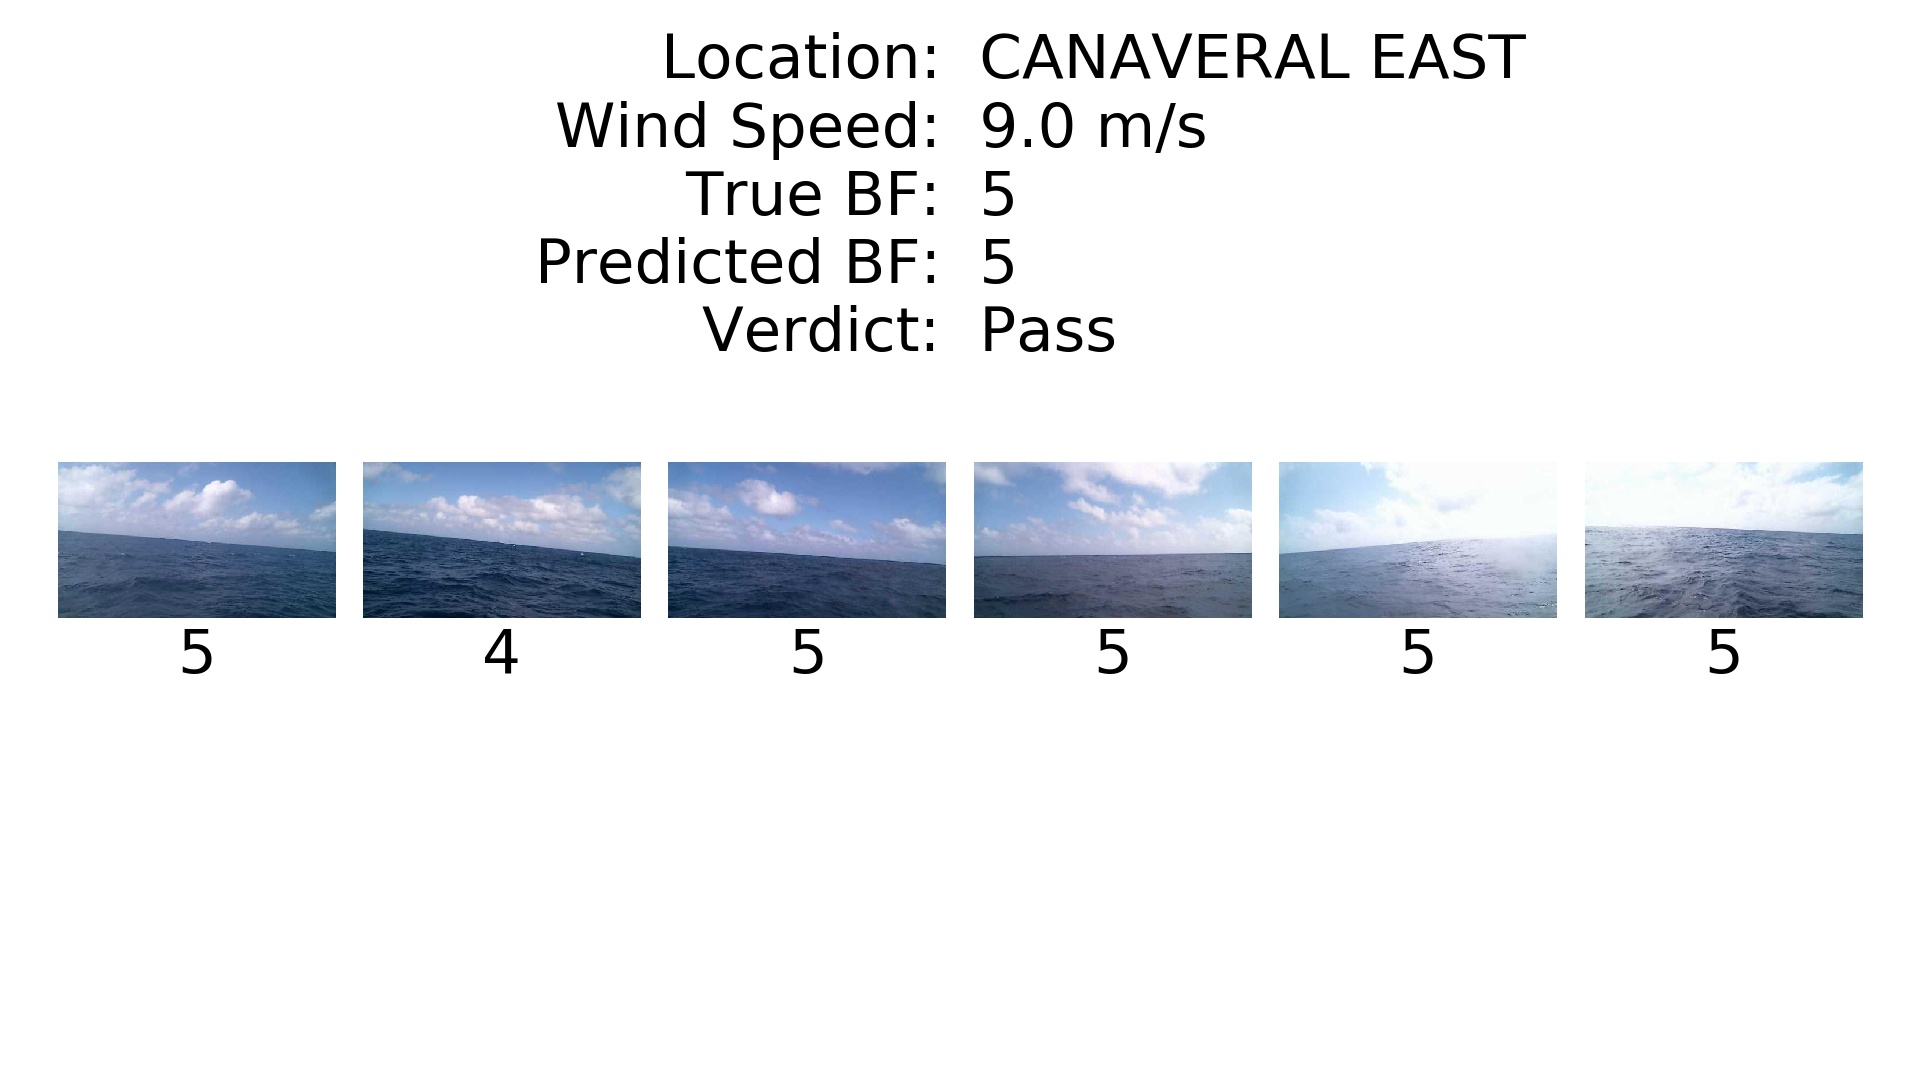 Location: CANAVERAL EAST
Wind Speed: 9.0 m/s
True BF: 5
Predicted BF: 5
Verdict: Pass
5 4 5 5 5 5